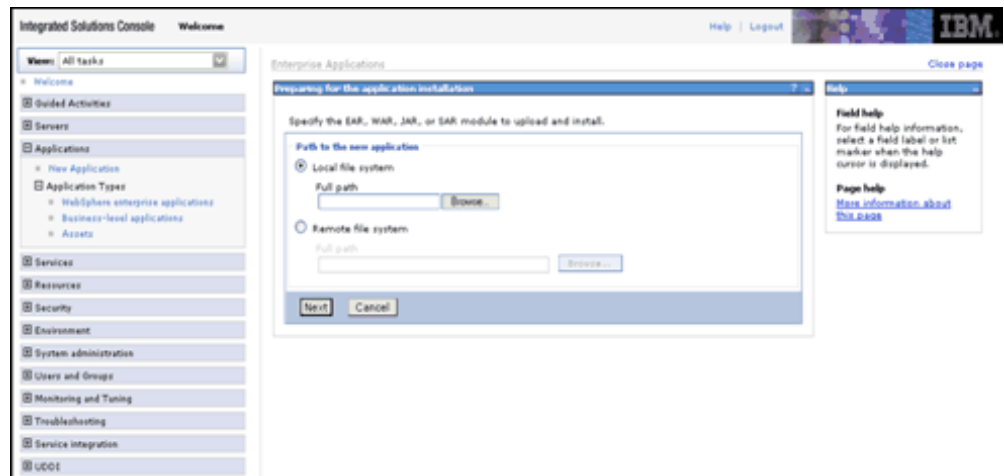 Integrated Solutions Console Welcome
Help | Logout
IBM.
View: All tasks
Welcome
Guided Activities
Servers
Applications
New Application
Application Types
WebSphere enterprise applications
Business-level applications
Assets
Services
Resources
Security
Environment
System administration
Users and Groups
Monitoring and Tuning
Troubleshooting
Service integration
UDDI
Enterprise Applications
Close page
Preparing for the application installation
? -
Specify the EAR, WAR, JAR, or SAR module to upload and install.
Path to the new application
Local file system
Full path
Browse...
Remote file system
Full path
Browse...
Next Cancel
Help -
Field help
For field help information,
select a field label or list
marker when the help
cursor is displayed.
Page help
More information about
this page